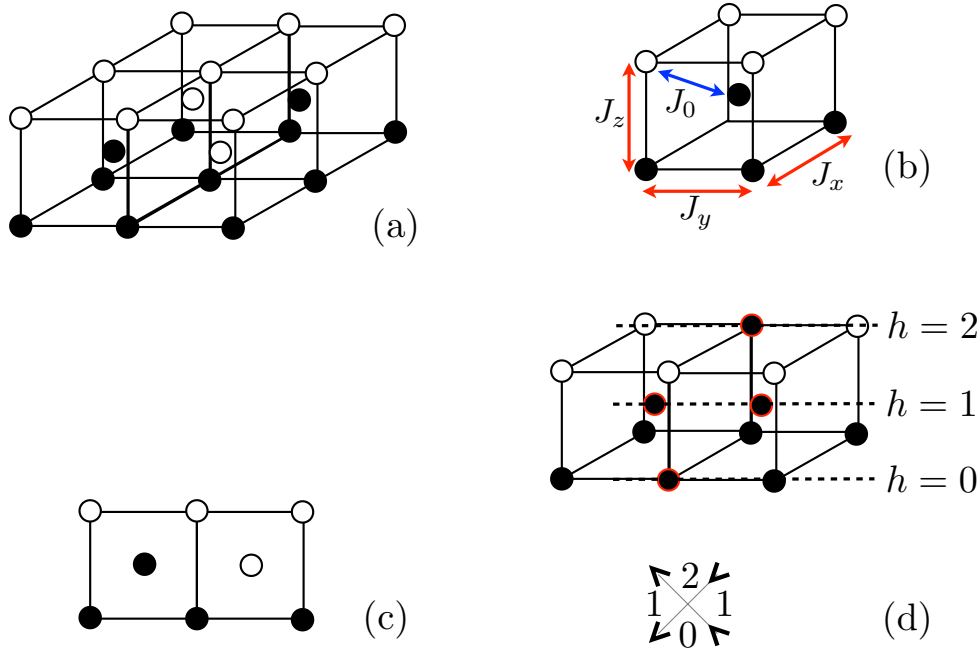 (a)
J_0
J_z
J_x
J_y
(b)
h = 2
h = 1
h = 0
(c)
2
1 1
0
(d)